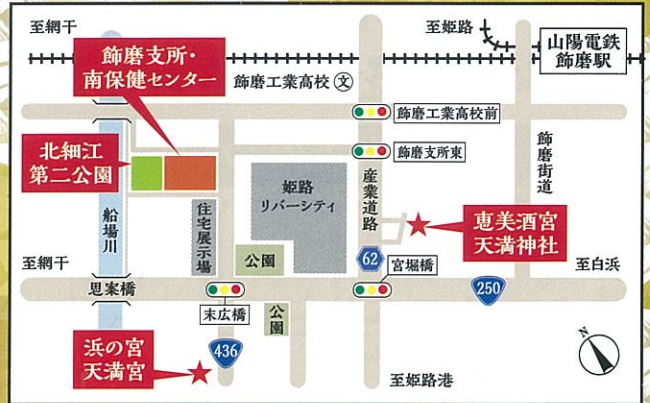 至網干
至姫路
山陽電鉄
飾磨駅
飾磨支所・
南保健センター
飾磨工業高校
文
飾磨工業高校前
飾磨支所東
北細江
第二公園
姫路
リバーシティ
産業道路
飾磨街道
船場川
住宅展示場
恵美酒宮
天満神社
至網干
公園
62
宮堀橋
至白浜
思案橋
末広橋
公園
250
浜の宮
天満宮
436
至姫路港
N